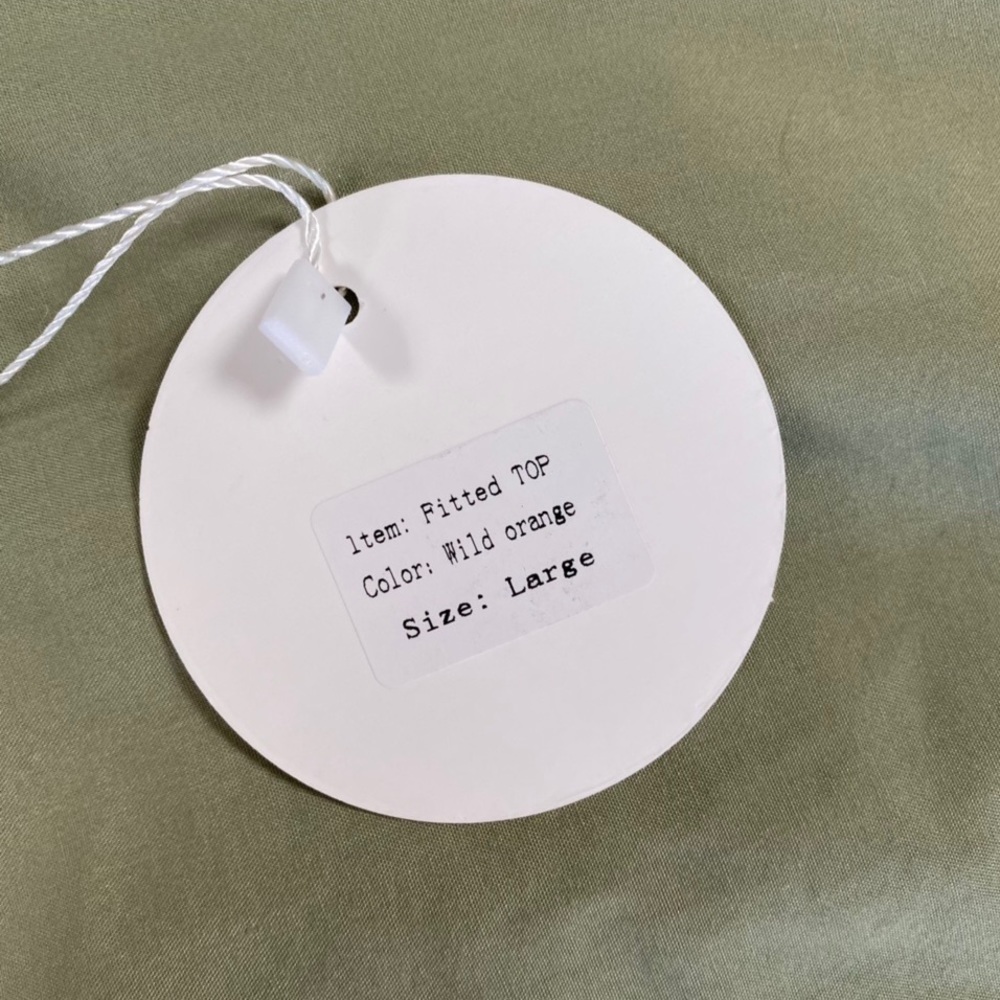 ltem: Fitted TOP
Color: Wild orange
Size: Large